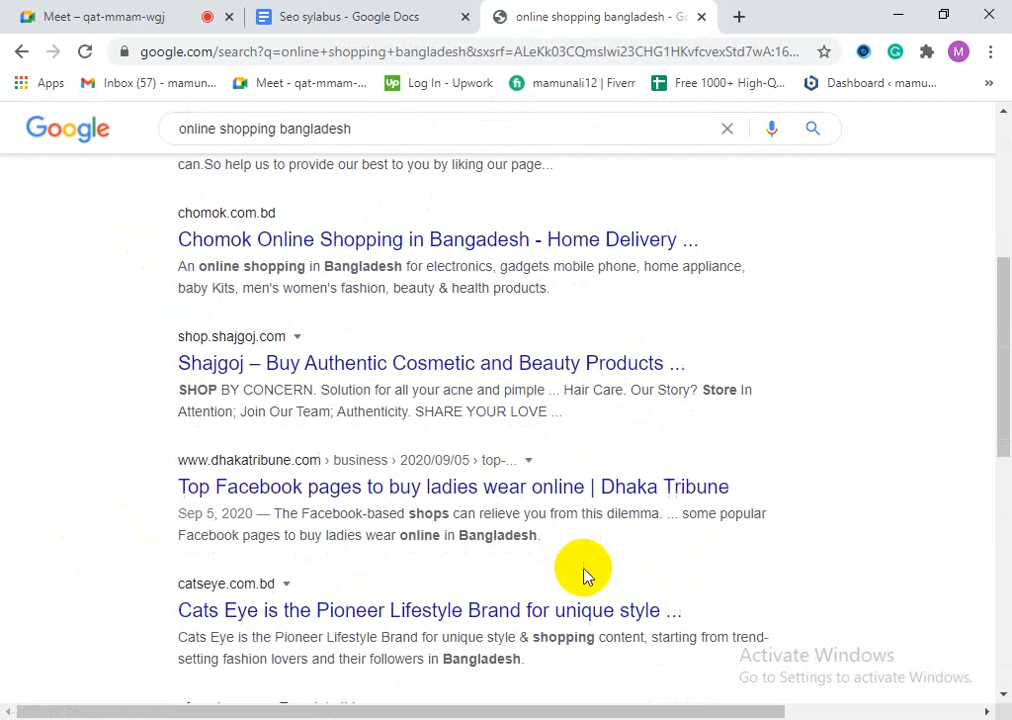 Meet – qat-mmam-wgj
Seo sylabus - Google Docs
online shopping bangladesh - Go
google.com/search?q=online+shopping+bangladesh&sxsrf=ALeKk03CQmsIwi23CHG1HKvfcvexStd7wA:16...
M
Apps
Inbox (57) - mamun...
Meet - qat-mmam-...
Up Log In - Upwork
fi mamunali12 | Fiverr
Free 1000+ High-Q...
Dashboard ‹ mamu...
»
Google
online shopping bangladesh
can.So help us to provide our best to you by liking our page...
chomok.com.bd
Chomok Online Shopping in Bangadesh - Home Delivery ...
An online shopping in Bangladesh for electronics, gadgets mobile phone, home appliance,
baby Kits, men's women's fashion, beauty & health products.
shop.shajgoj.com
Shajgoj – Buy Authentic Cosmetic and Beauty Products ...
SHOP BY CONCERN. Solution for all your acne and pimple ... Hair Care. Our Story? Store In
Attention; Join Our Team; Authenticity. SHARE YOUR LOVE ...
www.dhakatribune.com › business › 2020/09/05 › top-...
Top Facebook pages to buy ladies wear online | Dhaka Tribune
Sep 5, 2020 — The Facebook-based shops can relieve you from this dilemma. ... some popular
Facebook pages to buy ladies wear online in Bangladesh.
catseye.com.bd
Cats Eye is the Pioneer Lifestyle Brand for unique style ...
Cats Eye is the Pioneer Lifestyle Brand for unique style & shopping content, starting from trend-
setting fashion lovers and their followers in Bangladesh.
Activate Windows
Go to Settings to activate Windows.